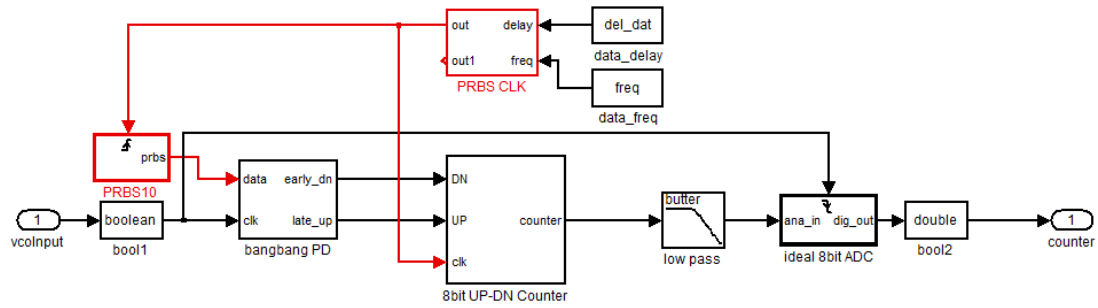 out
delay
del_dat
out1
freq
data_delay
PRBS CLK
freq
data_freq
prbs
PRBS10
data
early_dn
DN
butter
1
boolean
clk
late_up
UP
counter
ana_in
dig_out
double
1
vcoInput
bool1
bangbang PD
clk
low pass
ideal 8bit ADC
bool2
counter
8bit UP-DN Counter